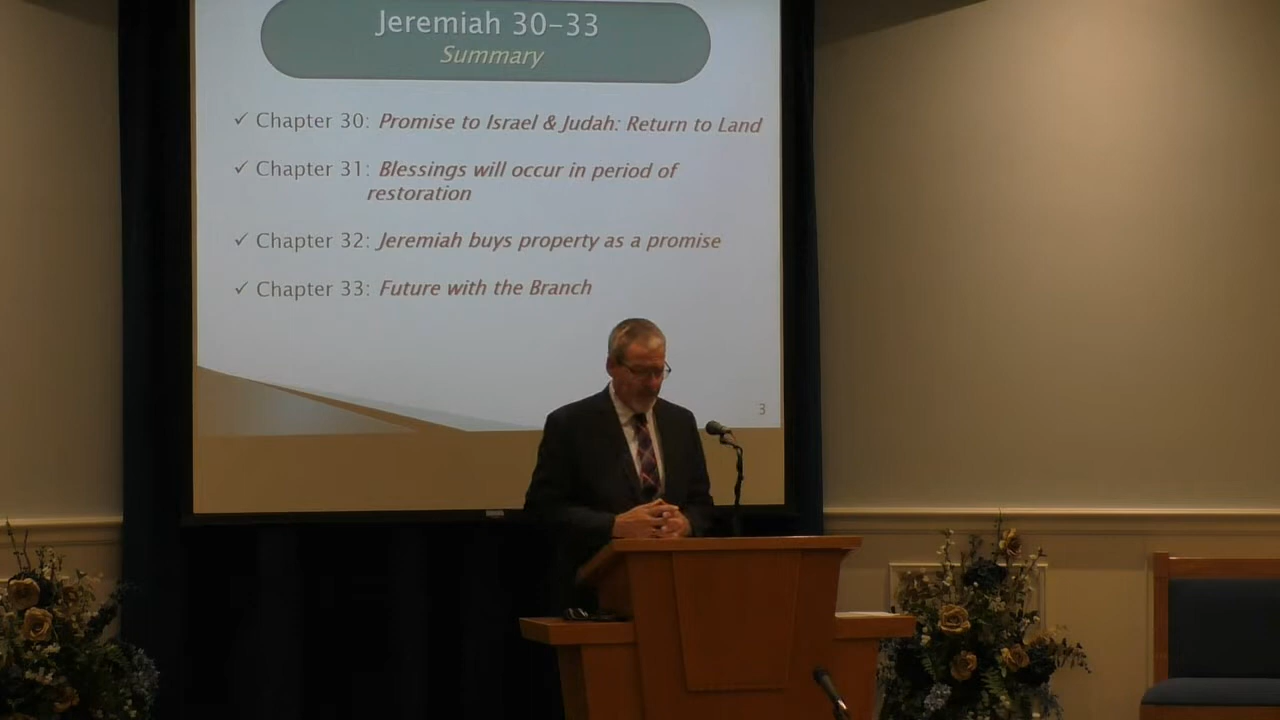 Jeremiah 30-33
Summary
✓ Chapter 30: Promise to Israel & Judah: Return to Land
✓ Chapter 31: Blessings will occur in period of
restoration
✓ Chapter 32: Jeremiah buys property as a promise
✓ Chapter 33: Future with the Branch
3